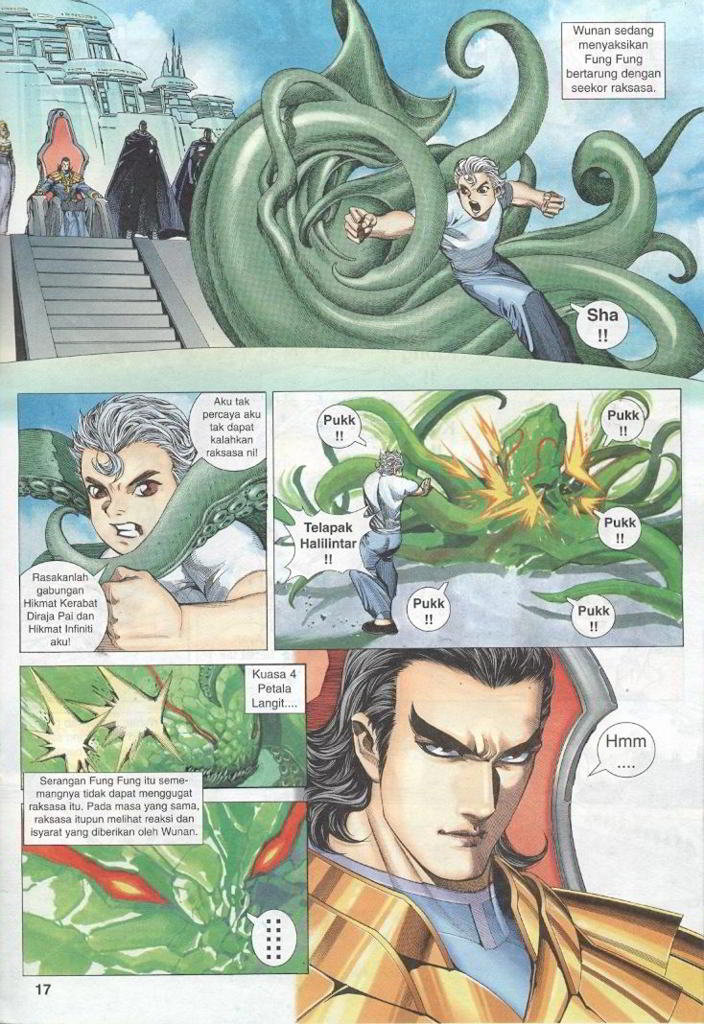 Wunan sedang
menyaksikan
Fung Fung
bertarung dengan
seekor raksasa.
Sha
!!
Aku tak
percaya aku
tak dapat
kalahkan
raksasa ni!
Rasakanlah
gabungan
Hikmat Kerabat
Diraja Pai dan
Hikmat Infiniti
aku!
Pukk
!!
Pukk
!!
Telapak
Halilintar
!!
Pukk
!!
Pukk
!!
Pukk
!!
Kuasa 4
Petala
Langit....
Hmm
....
Serangan Fung Fung itu seme-
mangnya tidak dapat menggugat
raksasa itu. Pada masa yang sama,
raksasa itupun melihat reaksi dan
isyarat yang diberikan oleh Wunan.
17